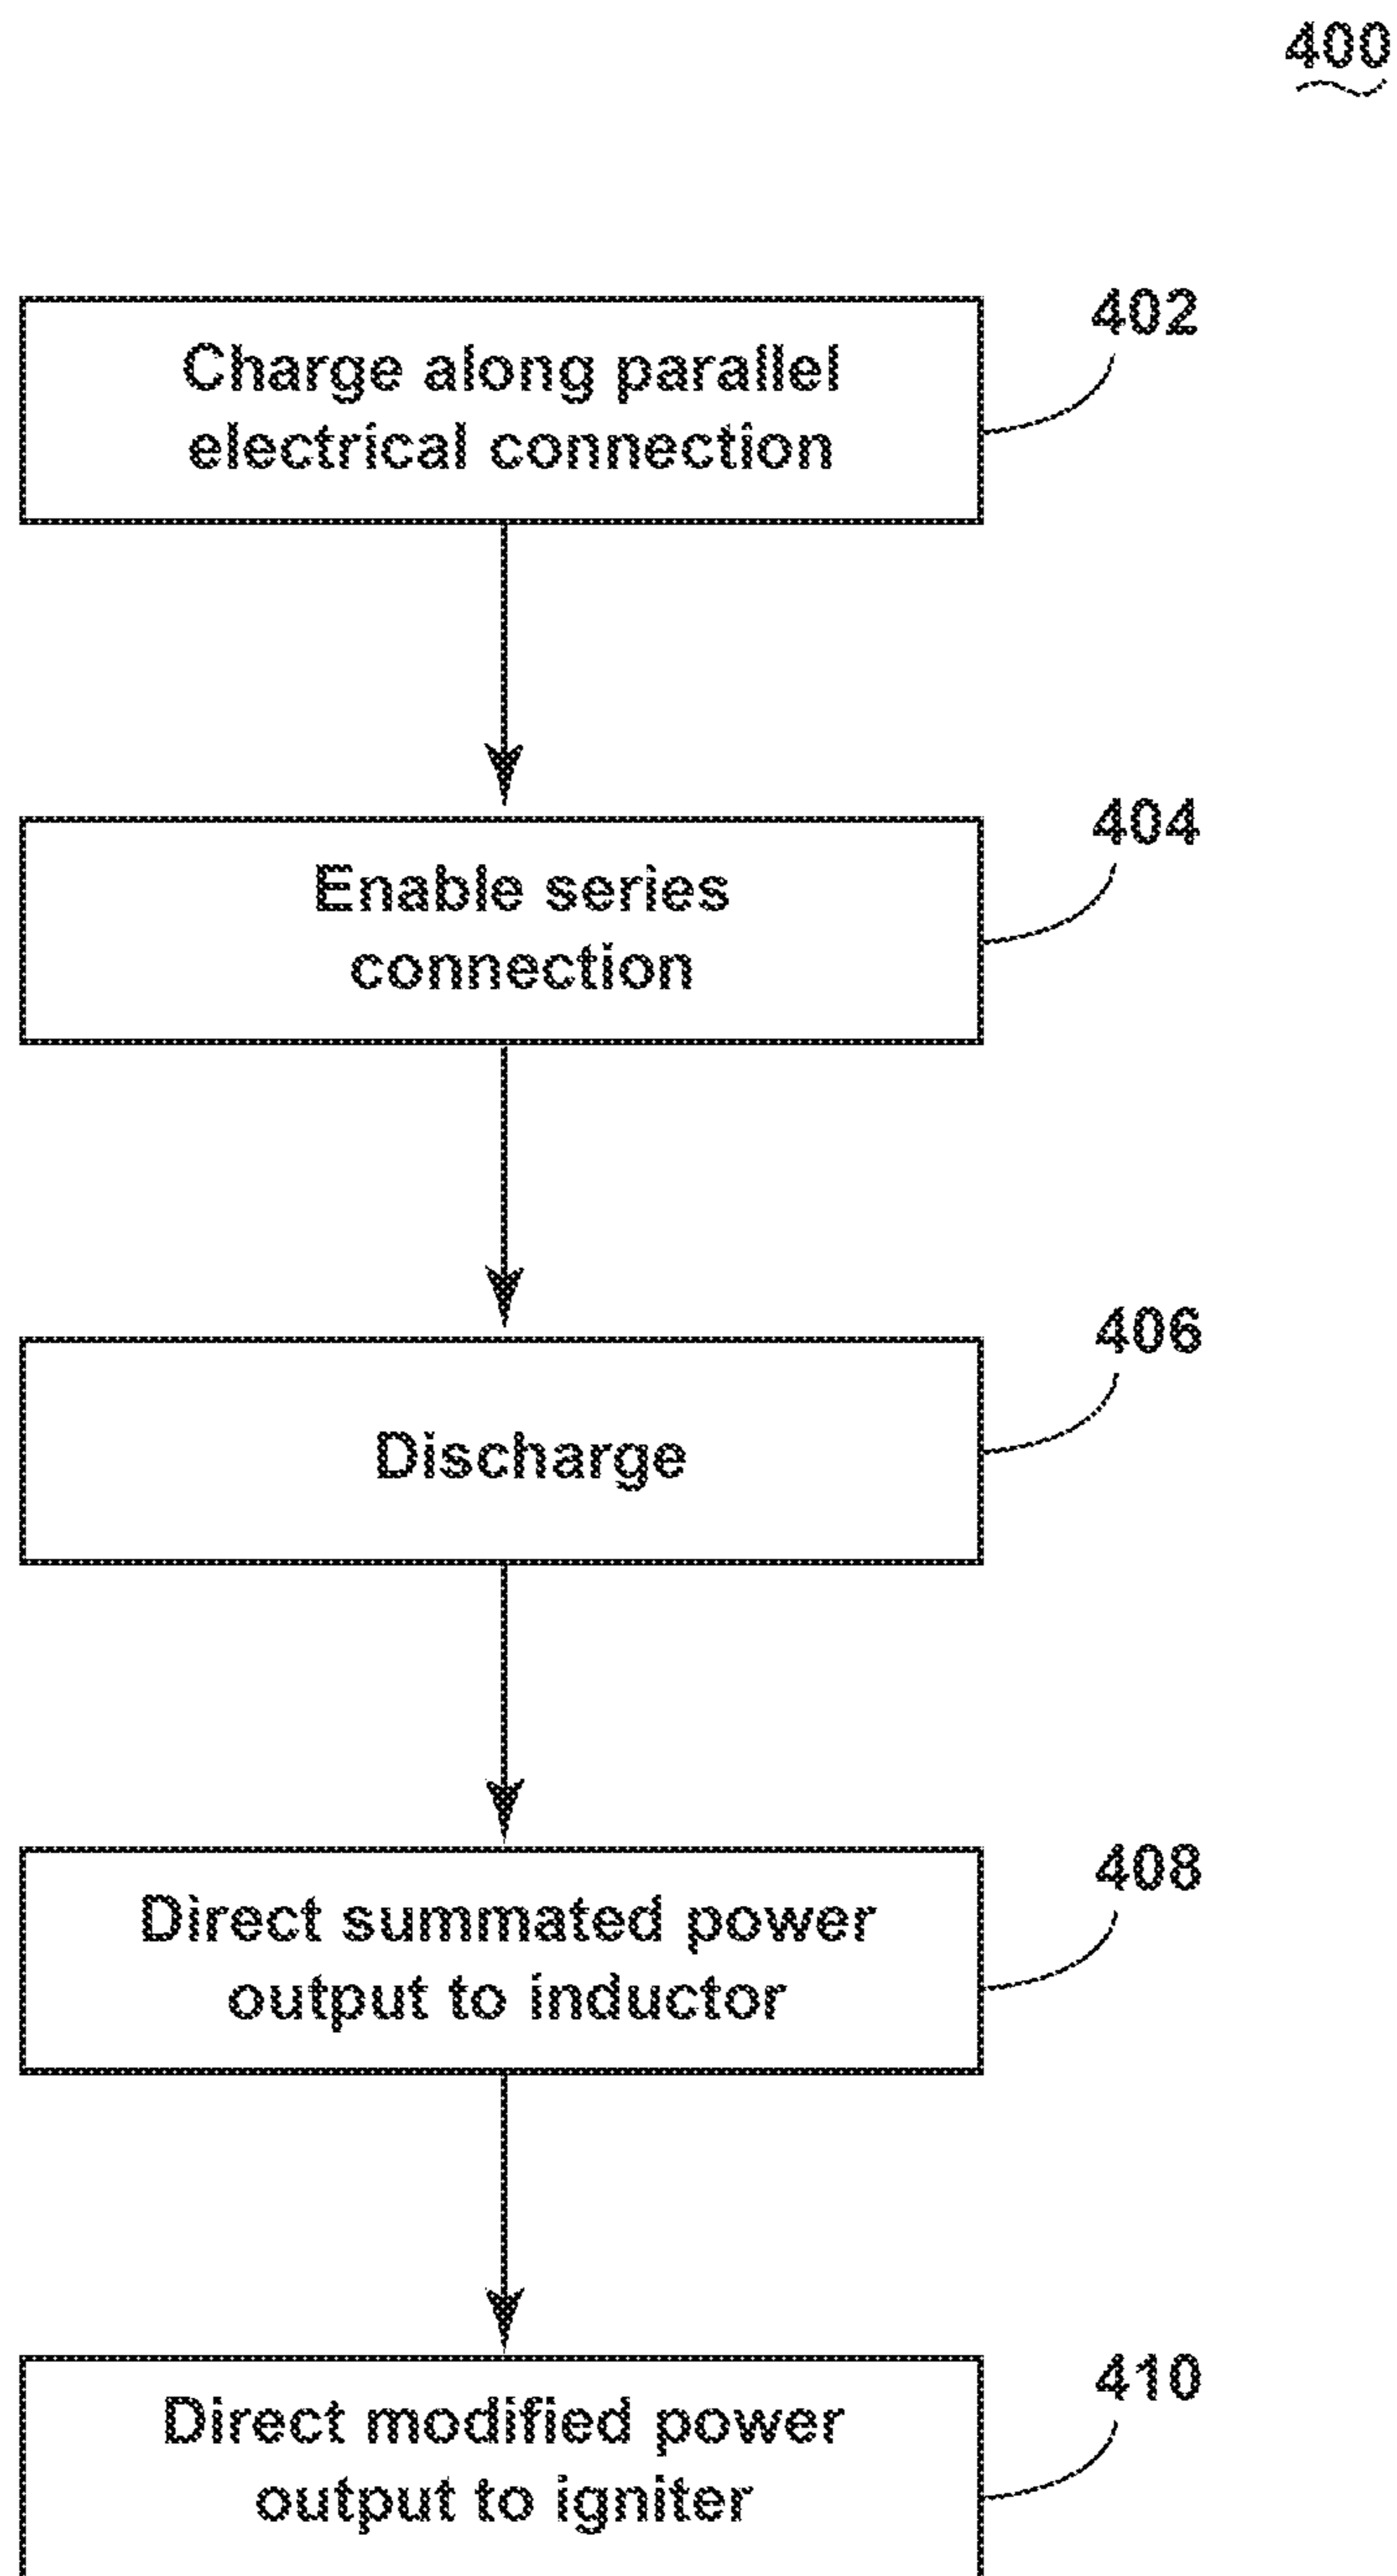 400
402
Charge along parallel
electrical connection
404
Enable series
connection
406
Discharge
408
Direct summated power
output to inductor
410
Direct modified power
output to igniter